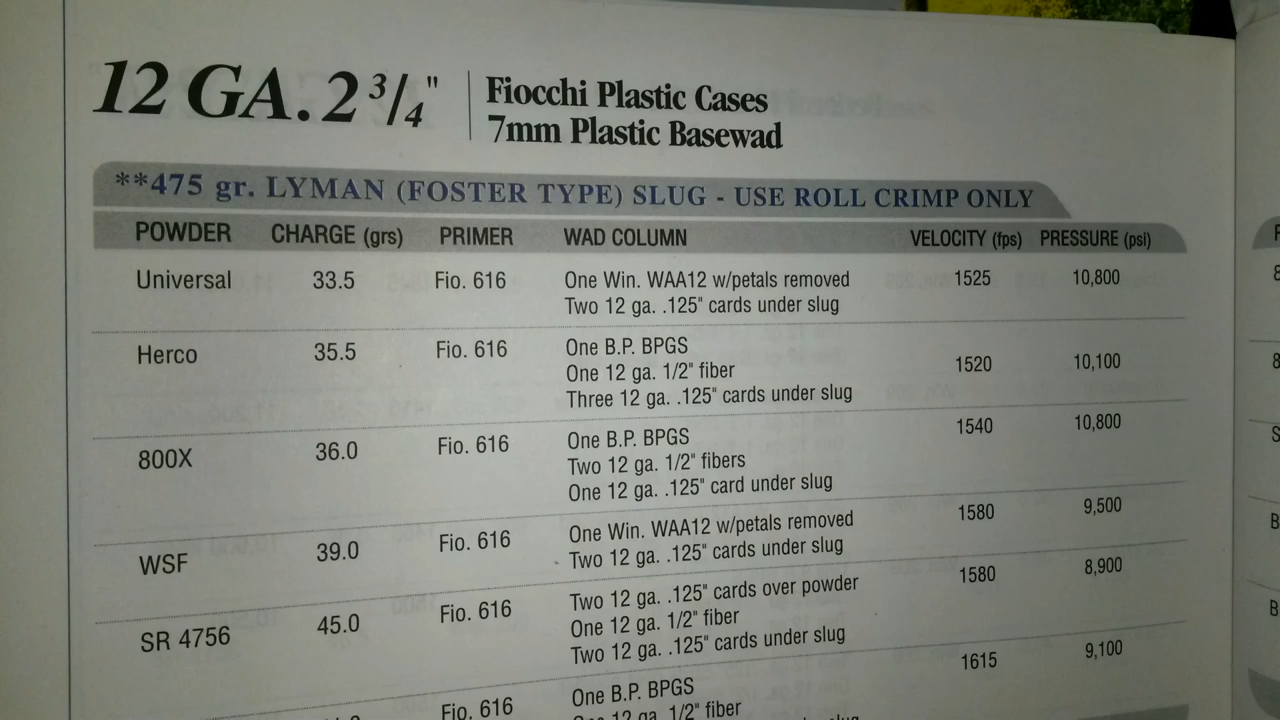 12 GA. 2 3/4" Fiocchi Plastic Cases
7mm Plastic Basewad
**475 gr. LYMAN (FOSTER TYPE) SLUG - USE ROLL CRIMP ONLY
POWDER CHARGE (grs) PRIMER WAD COLUMN VELOCITY (fps) PRESSURE (psi)
Universal 33.5 Fio. 616 One Win. WAA12 w/petals removed 1525 10,800
Two 12 ga. .125" cards under slug
Herco 35.5 Fio. 616 One B.P. BPGS 1520 10,100
One 12 ga. 1/2" fiber
Three 12 ga. .125" cards under slug
800X 36.0 Fio. 616 One B.P. BPGS 1540 10,800
Two 12 ga. 1/2" fibers
One 12 ga. .125" card under slug
WSF 39.0 Fio. 616 One Win. WAA12 w/petals removed 1580 9,500
Two 12 ga. .125" cards under slug
SR 4756 45.0 Fio. 616 Two 12 ga. .125" cards over powder 1580 8,900
One 12 ga. 1/2" fiber
Two 12 ga. .125" cards under slug
Fio. 616 One B.P. BPGS 1615 9,100
12 ga. 1/2" fiber
slug